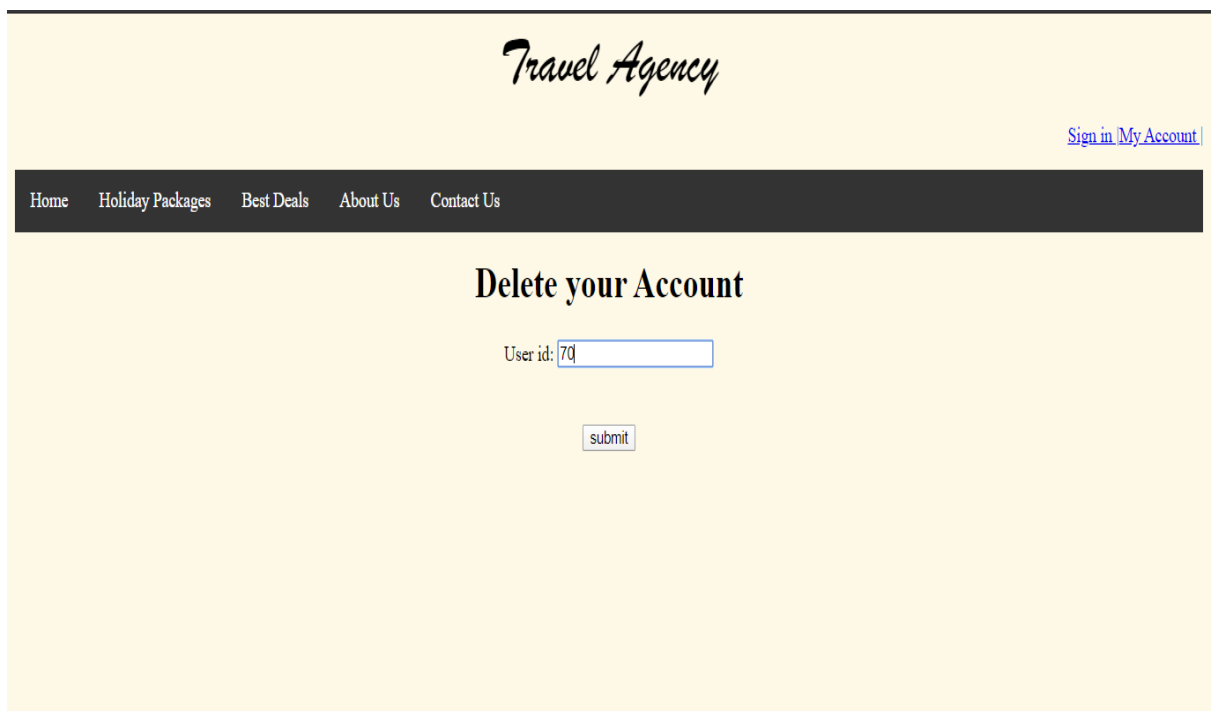 Travel Agency
Sign in |My Account |
Home Holiday Packages Best Deals About Us Contact Us
Delete your Account
User id: 70
submit